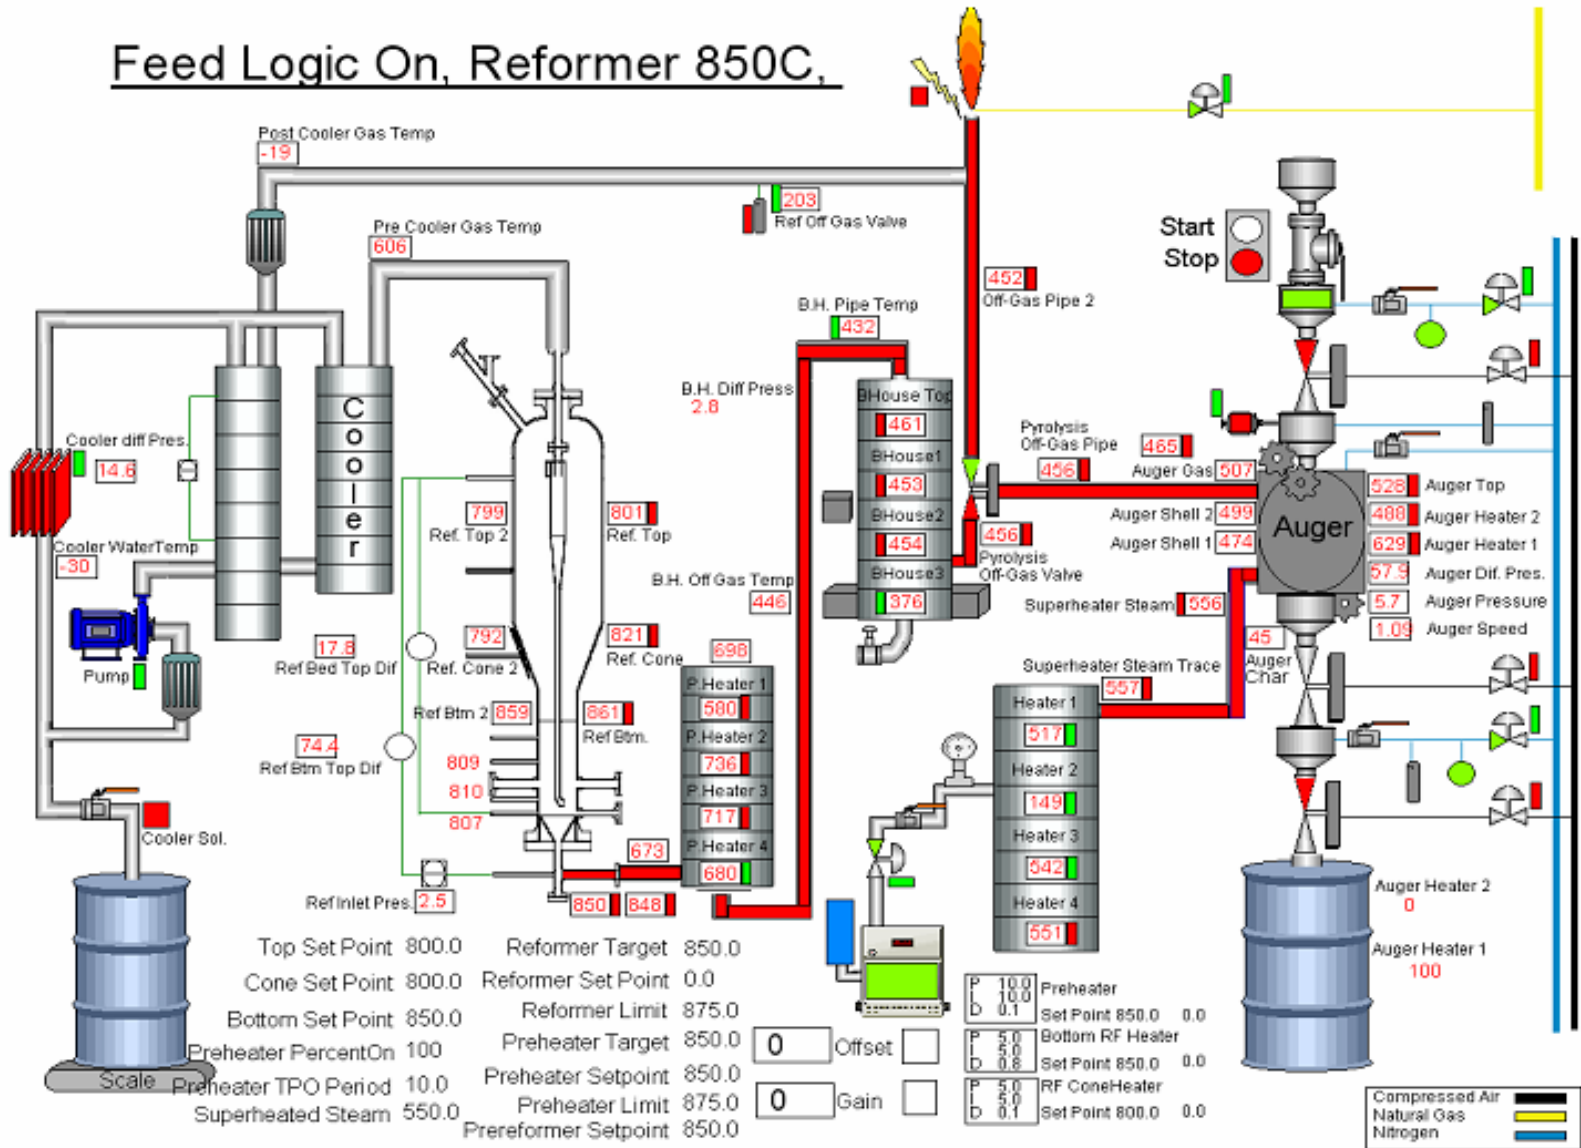 Feed Logic On, Reformer 850C,
Post Cooler Gas Temp
-19
203
Ref Off Gas Valve
Pre Cooler Gas Temp
606
Start
Stop
452
Off-Gas Pipe 2
B.H. Pipe Temp
432
B.H. Diff Press
2.8
BHouse Top
461
BHouse1
453
BHouse2
454
BHouse3
376
Pyrolysis
Off-Gas Pipe
456
465
Auger Gas 507
Auger Shell 2 499
Auger Shell 1 474
Auger
526 Auger Top
488 Auger Heater 2
629 Auger Heater 1
57.9 Auger Dif. Pres.
5.7 Auger Pressure
1.09 Auger Speed
456
Pyrolysis
Off-Gas Valve
Cooler
Cooler diff Pres.
14.6
Cooler WaterTemp
-30
Pump
799
Ref. Top 2
801
Ref. Top
792
Ref. Cone 2
821
Ref. Cone
17.8
Ref Bed Top Dif
B.H. Off Gas Temp
446
Superheater Steam 556
45
Auger
Char
Superheater Steam Trace
557
698
P.Heater 1
580
P.Heater 2
736
P.Heater 3
717
P.Heater 4
680
Ref Btm 2 859
861
Ref Btm.
74.4
Ref Btm Top Dif
809
810
807
Heater 1
517
Heater 2
149
Heater 3
542
Heater 4
551
Cooler Sol.
673
Ref Inlet Pres. 2.5
850 848
Auger Heater 2
0
Auger Heater 1
100
Scale
Top Set Point 800.0
Cone Set Point 800.0
Bottom Set Point 850.0
Preheater PercentOn 100
Preheater TPO Period 10.0
Superheated Steam 550.0
Reformer Target 850.0
Reformer Set Point 0.0
Reformer Limit 875.0
Preheater Target 850.0
Preheater Setpoint 850.0
Preheater Limit 875.0
Prereformer Setpoint 850.0
0 Offset
0 Gain
P 10.0 Preheater
I 10.0
D 0.1 Set Point 850.0 0.0
P 5.0 Bottom RF Heater
I 5.0
D 0.8 Set Point 850.0 0.0
P 5.0 RF ConeHeater
I 5.0
D 0.1 Set Point 800.0 0.0
Compressed Air
Natural Gas
Nitrogen